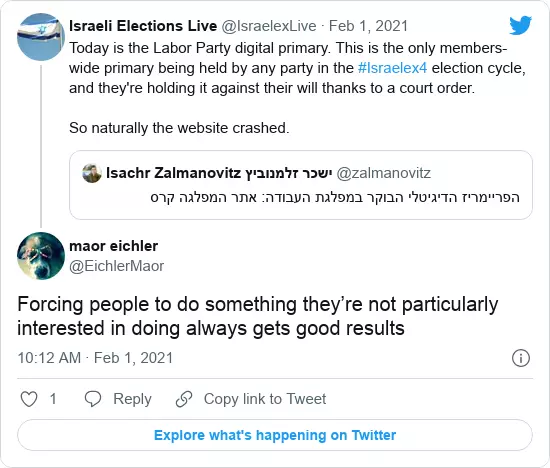 Israeli Elections Live @IsraelexLive · Feb 1, 2021
Today is the Labor Party digital primary. This is the only members-
wide primary being held by any party in the #Israelex4 election cycle,
and they're holding it against their will thanks to a court order.
So naturally the website crashed.
Isachr Zalmanovitz ישכר זלמנוביץ @zalmanovitz
הפריימריז הדיגיטלי הבוקר במפלגת העבודה: אתר המפלגה קרס
maor eichler
@EichlerMaor
Forcing people to do something they’re not particularly
interested in doing always gets good results
10:12 AM · Feb 1, 2021
1 Reply Copy link to Tweet
Explore what's happening on Twitter